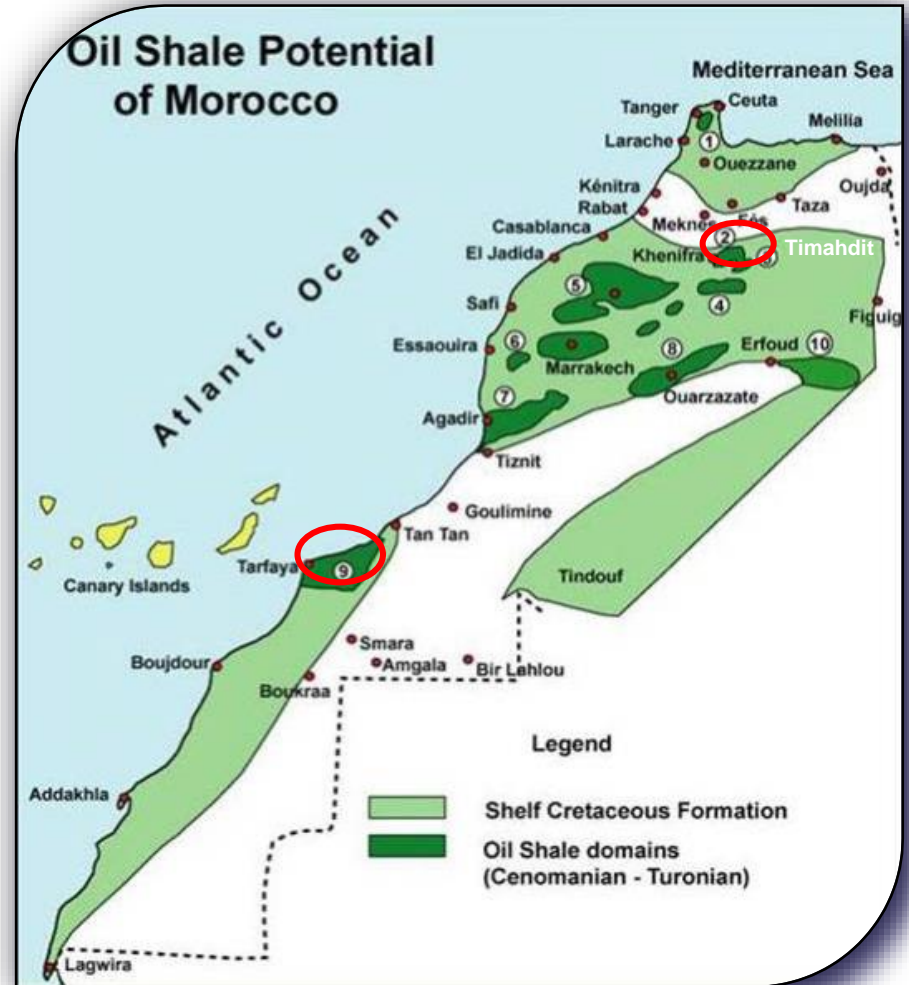 Oil Shale Potential
of Morocco
Mediterranean Sea
Tanger
Ceuta
Larache
Melilia
1
Ouezzane
Oujda
Kénitra
Taza
Rabat
Meknès
Fés
Casablanca
2
El Jadida
Khenifra
3
Timahdit
Atlantic Ocean
5
4
Safi
Figuig
6
Essaouira
8
Erfoud
10
Marrakech
7
Ouarzazate
Agadir
Tiznit
Goulimine
Tan Tan
Tarfaya
9
Canary Islands
Tindouf
Smara
Boujdour
Amgala
Bir Lahlou
Boukraa
Legend
Addakhla
Shelf Cretaceous Formation
Oil Shale domains
(Cenomanian - Turonian)
Lagwira